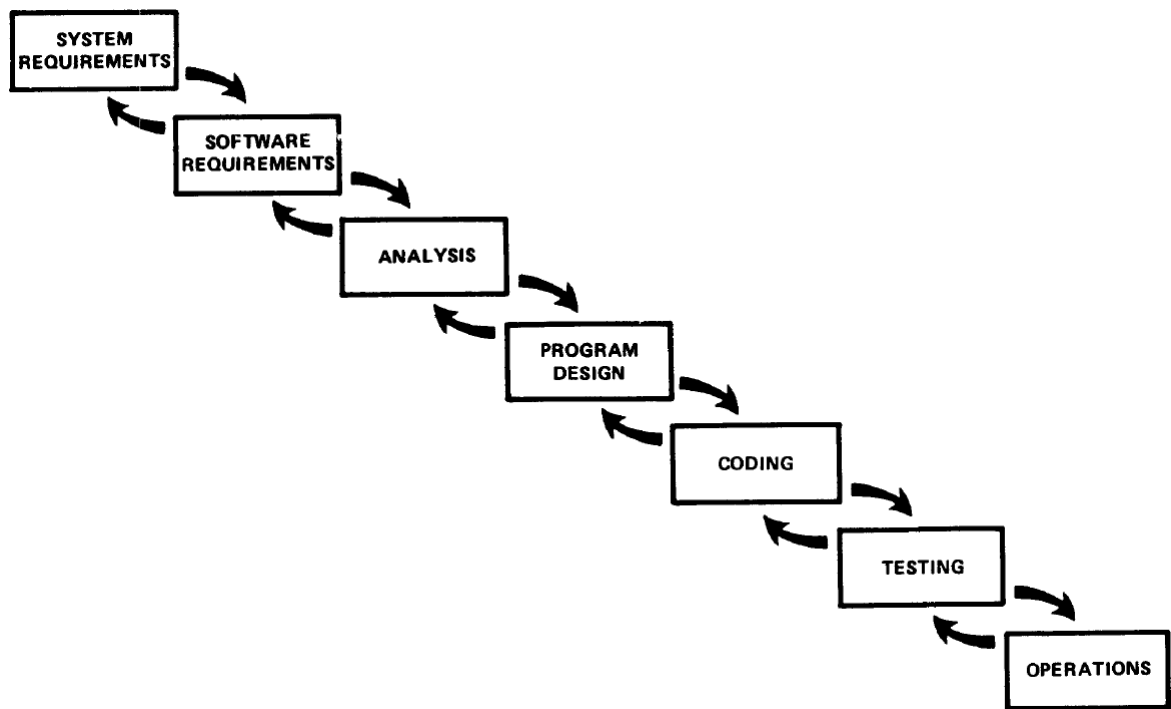 SYSTEM
REQUIREMENTS
SOFTWARE
REQUIREMENTS
ANALYSIS
PROGRAM
DESIGN
CODING
TESTING
OPERATIONS